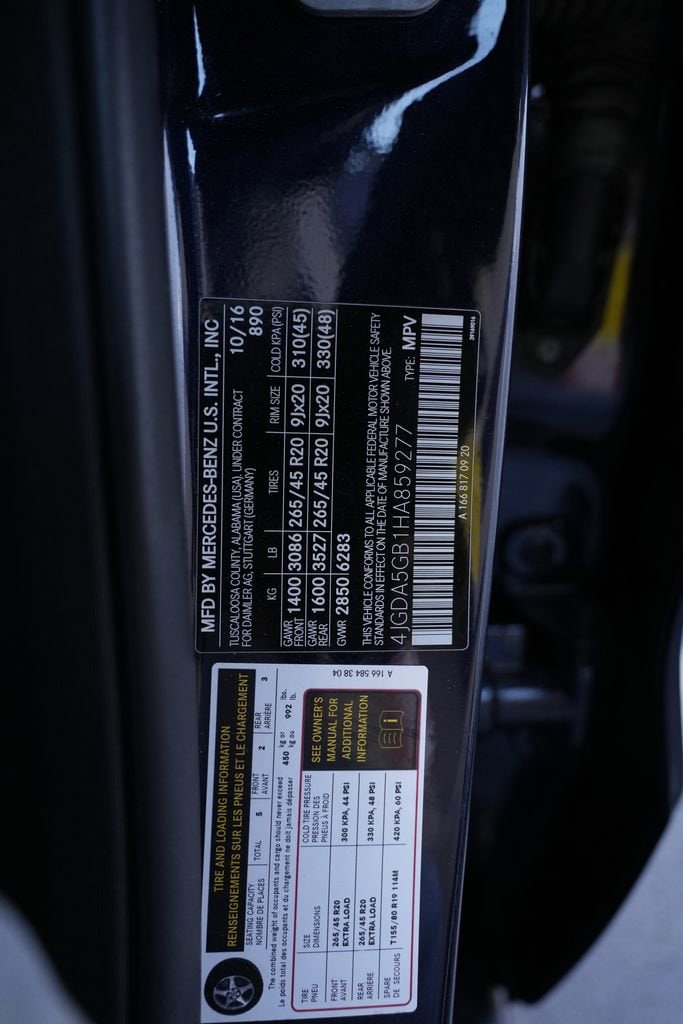 MFD BY MERCEDES-BENZ U.S. INTL., INC
TUSCALOOSA COUNTY, ALABAMA (USA). UNDER CONTRACT 10/16
FOR DAIMLER AG, STUTTGART (GERMANY) 890
KG LB TIRES RIM SIZE COLD KPA (PSI)
GAWR FRONT 1400 3086 265/45 R20 9Jx20 310(45)
GAWR REAR 1600 3527 265/45 R20 9Jx20 330(48)
GVWR 2850 6283
THIS VEHICLE CONFORMS TO ALL APPLICABLE FEDERAL MOTOR VEHICLE SAFETY
STANDARDS IN EFFECT ON THE DATE OF MANUFACTURE SHOWN ABOVE.
4JGDA5GB1HA859277 TYPE: MPV
A 166 817 09 20
TIRE AND LOADING INFORMATION
RENSEIGNEMENTS SUR LES PNEUS ET LE CHARGEMENT
SEATING CAPACITY TOTAL 5 FRONT 2 REAR 3
NOMBRE DE PLACES AVANT ARRIÈRE
The combined weight of occupants and cargo should never exceed 450 kg or 992 lbs.
Le poids total des occupants et du chargement ne doit jamais dépasser kg ou lb.
TIRE SIZE COLD TIRE PRESSURE
PNEU DIMENSIONS PRESSION DES PNEUS À FROID
FRONT 265/45 R20 300 KPA, 44 PSI
AVANT EXTRA LOAD
REAR 265/45 R20 330 KPA, 48 PSI
ARRIERE EXTRA LOAD
SPARE T155/80 R19 114M 420 KPA, 60 PSI
DE SECOURS
SEE OWNER'S
MANUAL FOR
ADDITIONAL
INFORMATION
A 166 584 38 04